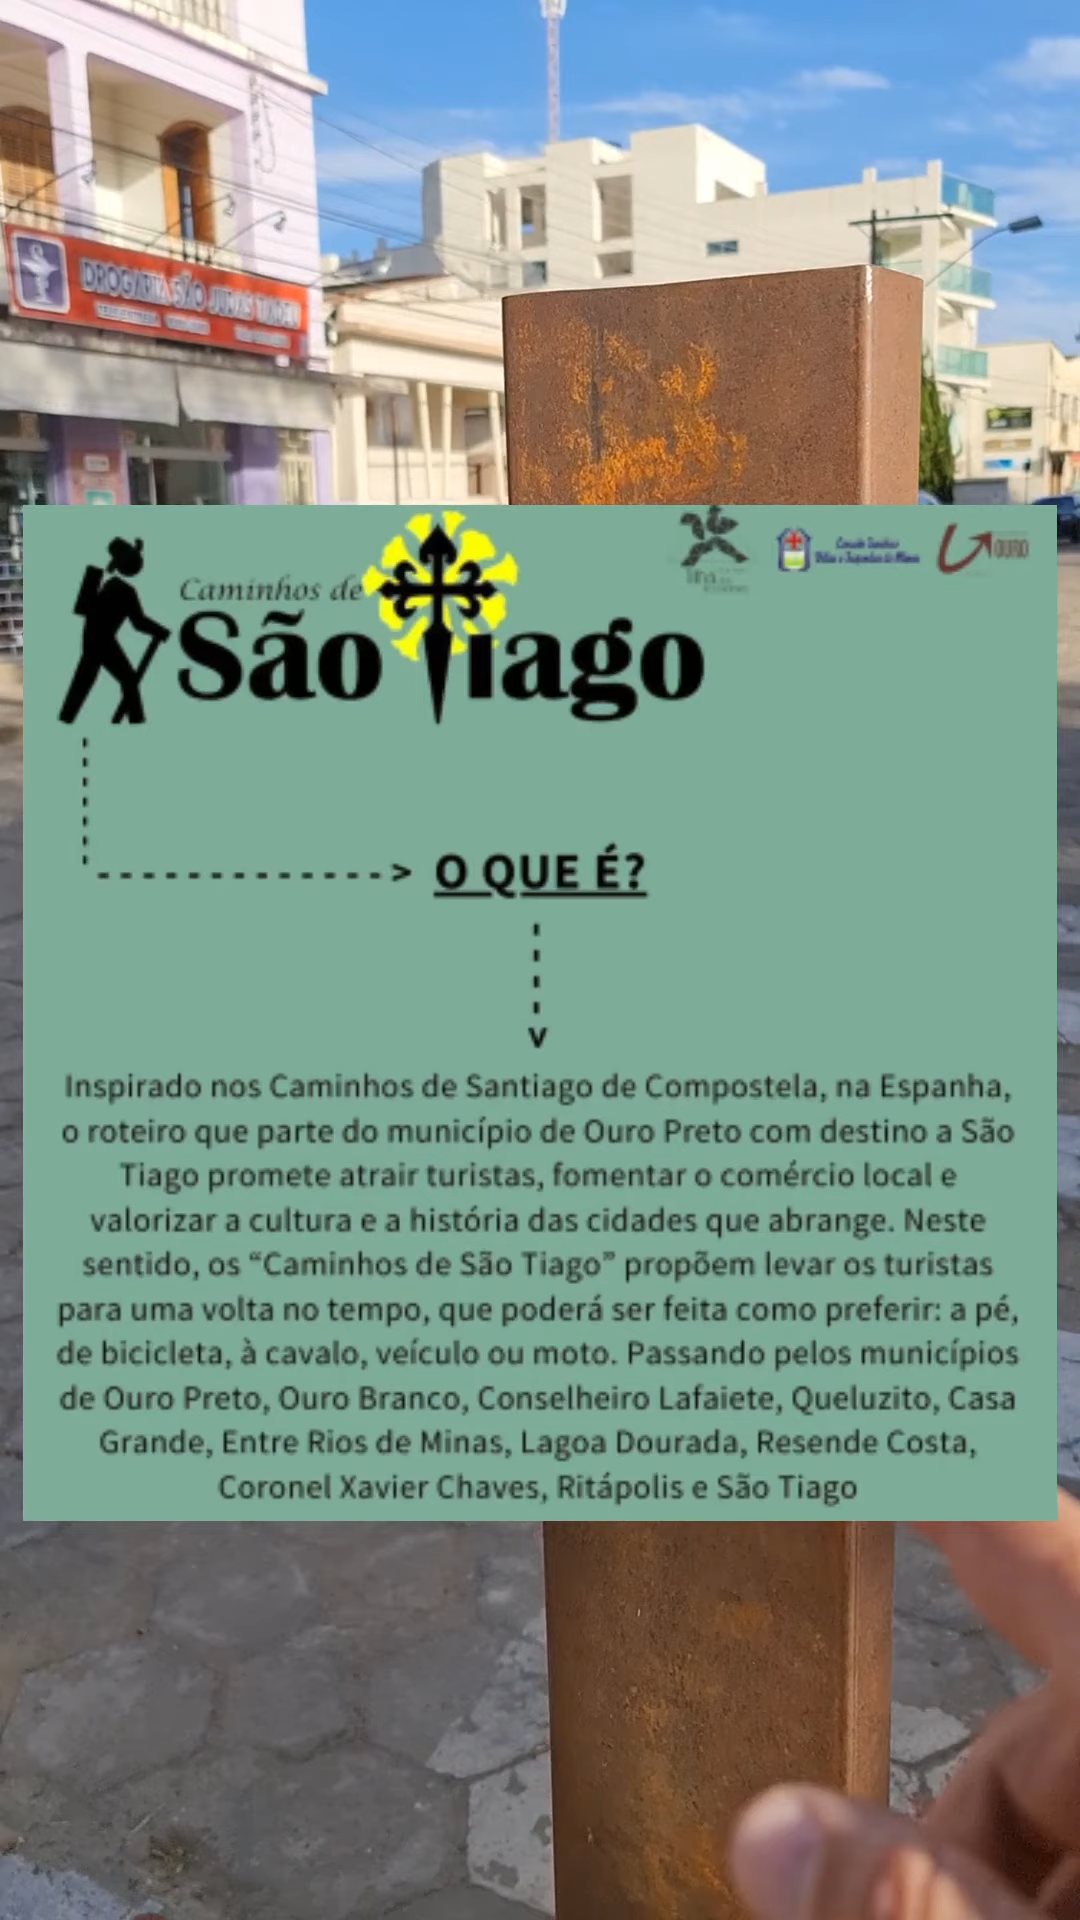 DROGARIA SÃO JUDAS TADEU
Caminhos de
São Tiago
OURO
O QUE É?
Inspirado nos Caminhos de Santiago de Compostela, na Espanha,
o roteiro que parte do município de Ouro Preto com destino a São
Tiago promete atrair turistas, fomentar o comércio local e
valorizar a cultura e a história das cidades que abrange. Neste
sentido, os “Caminhos de São Tiago” propõem levar os turistas
para uma volta no tempo, que poderá ser feita como preferir: a pé,
de bicicleta, à cavalo, veículo ou moto. Passando pelos municípios
de Ouro Preto, Ouro Branco, Conselheiro Lafaiete, Queluzito, Casa
Grande, Entre Rios de Minas, Lagoa Dourada, Resende Costa,
Coronel Xavier Chaves, Ritápolis e São Tiago